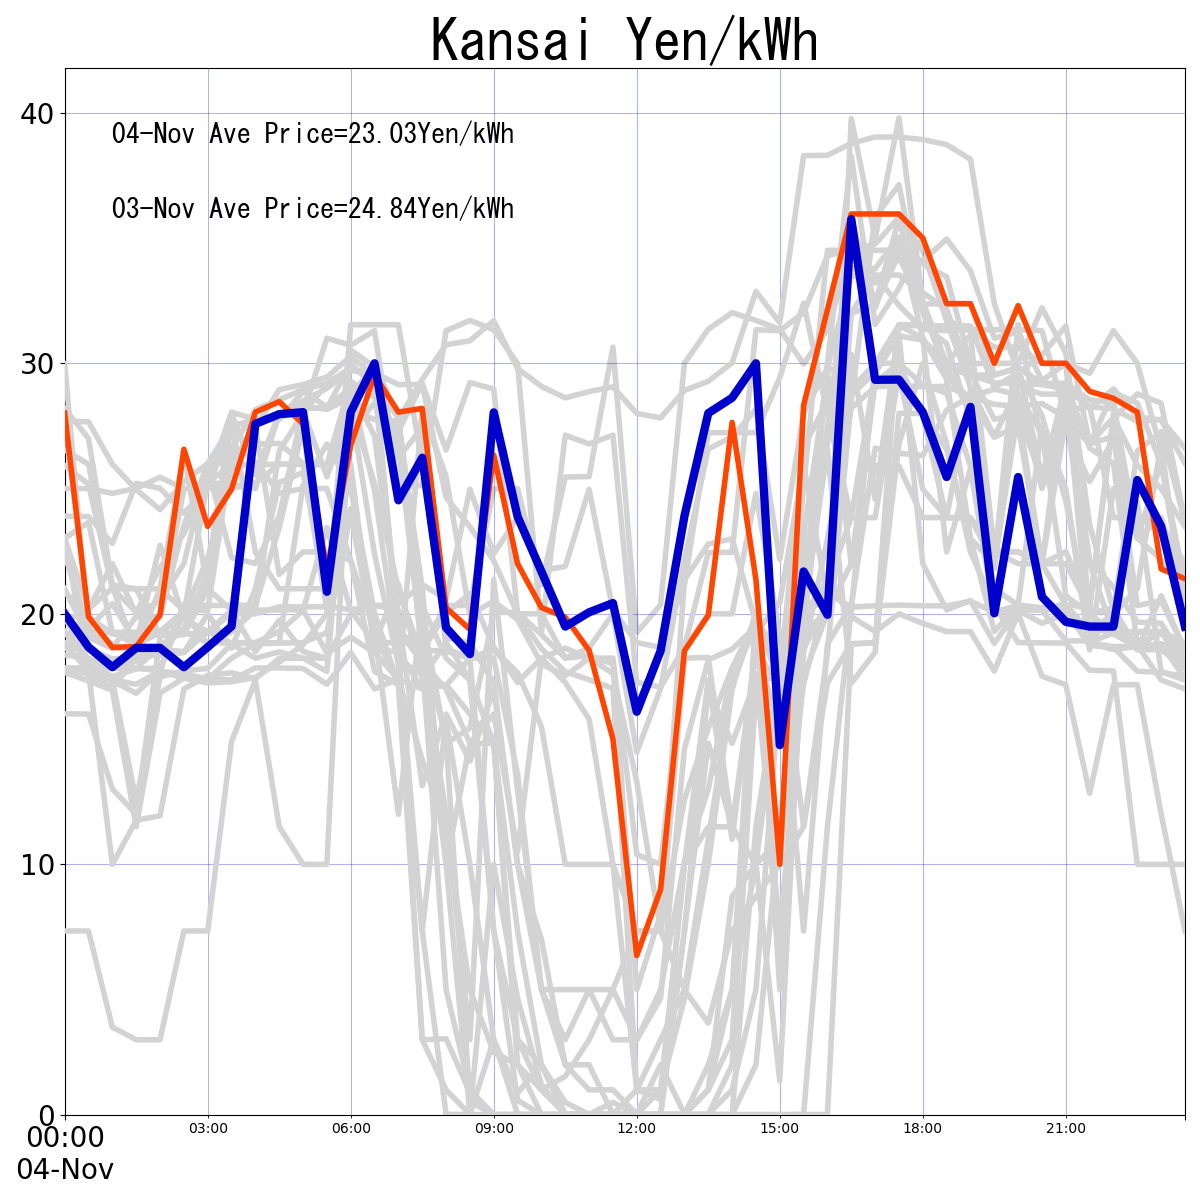 Kansai Yen/kWh
40
04-Nov Ave Price=23.03Yen/kWh
03-Nov Ave Price=24.84Yen/kWh
30
20
10
0
00:00 03:00 06:00 09:00 12:00 15:00 18:00 21:00
04-Nov